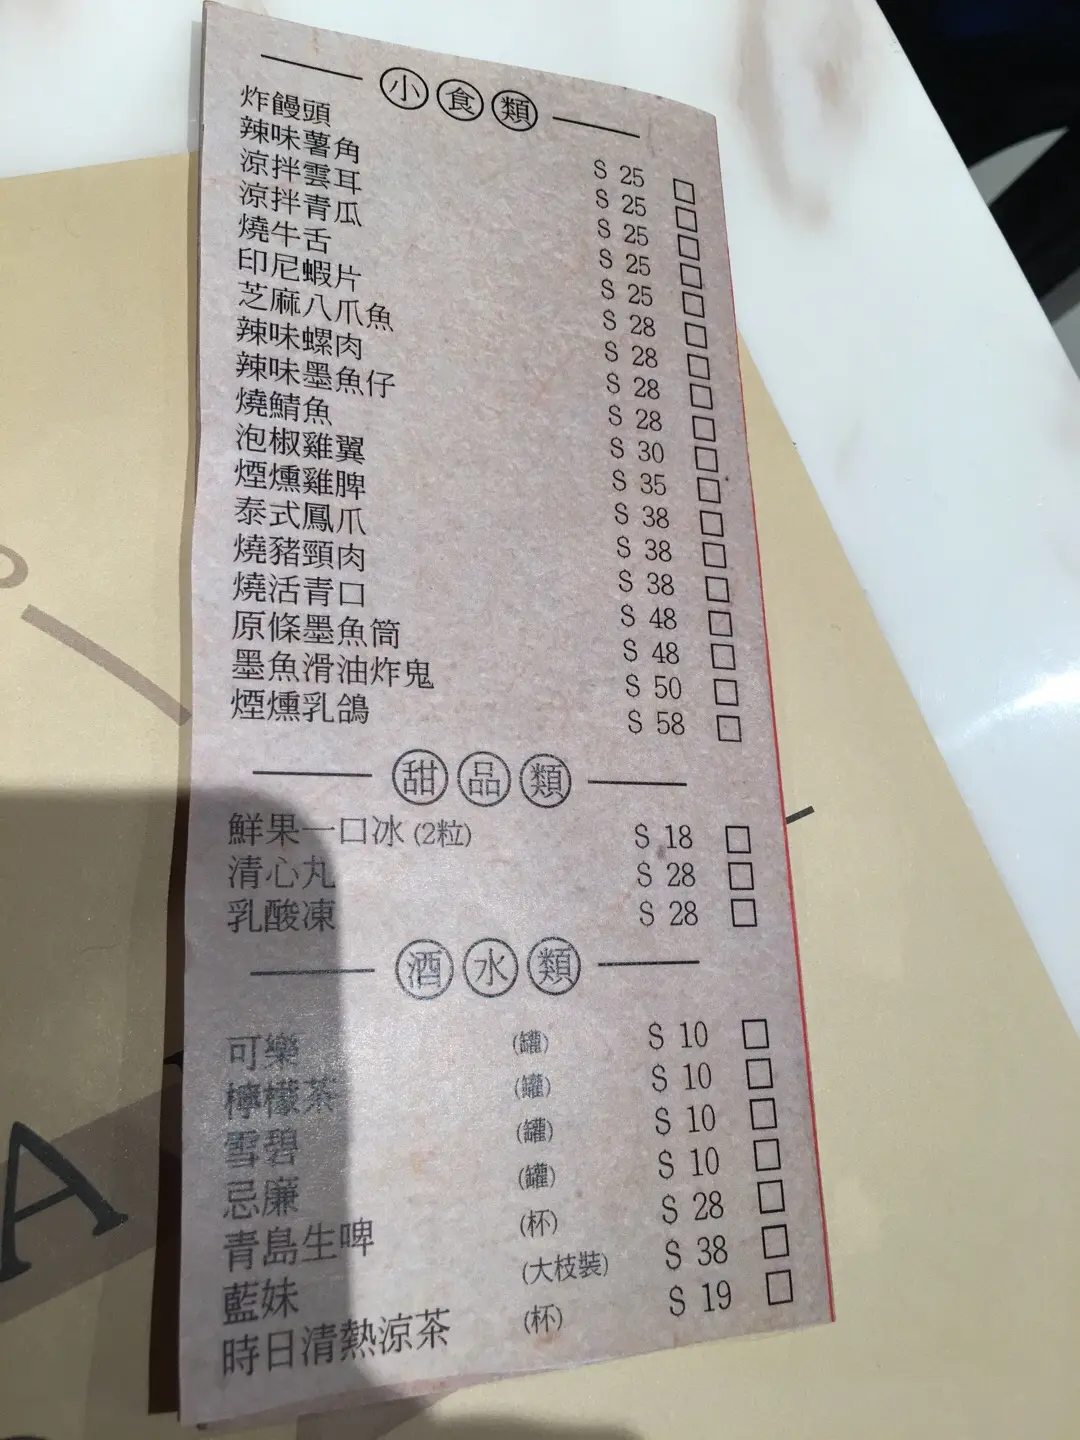 小食類
炸饅頭 $ 25 □
辣味薯角 $ 25 □
涼拌雲耳 $ 25 □
涼拌青瓜 $ 25 □
燒牛舌 $ 25 □
印尼蝦片 $ 28 □
芝麻八爪魚 $ 28 □
辣味螺肉 $ 28 □
辣味墨魚仔 $ 28 □
燒鯖魚 $ 30 □
泡椒雞翼 $ 35 □
煙燻雞脾 $ 38 □
泰式鳳爪 $ 38 □
燒豬頸肉 $ 38 □
燒活青口 $ 48 □
原條墨魚筒 $ 48 □
墨魚滑油炸鬼 $ 50 □
煙燻乳鴿 $ 58 □
甜品類
鮮果一口冰 (2粒) $ 18 □
清心丸 $ 28 □
乳酸凍 $ 28 □
酒水類
可樂 (罐) $ 10 □
檸檬茶 (罐) $ 10 □
雪碧 (罐) $ 10 □
忌廉 (罐) $ 10 □
青島生啤 (杯) $ 28 □
藍妹 (大枝裝) $ 38 □
時日清熱涼茶 (杯) $ 19 □
A